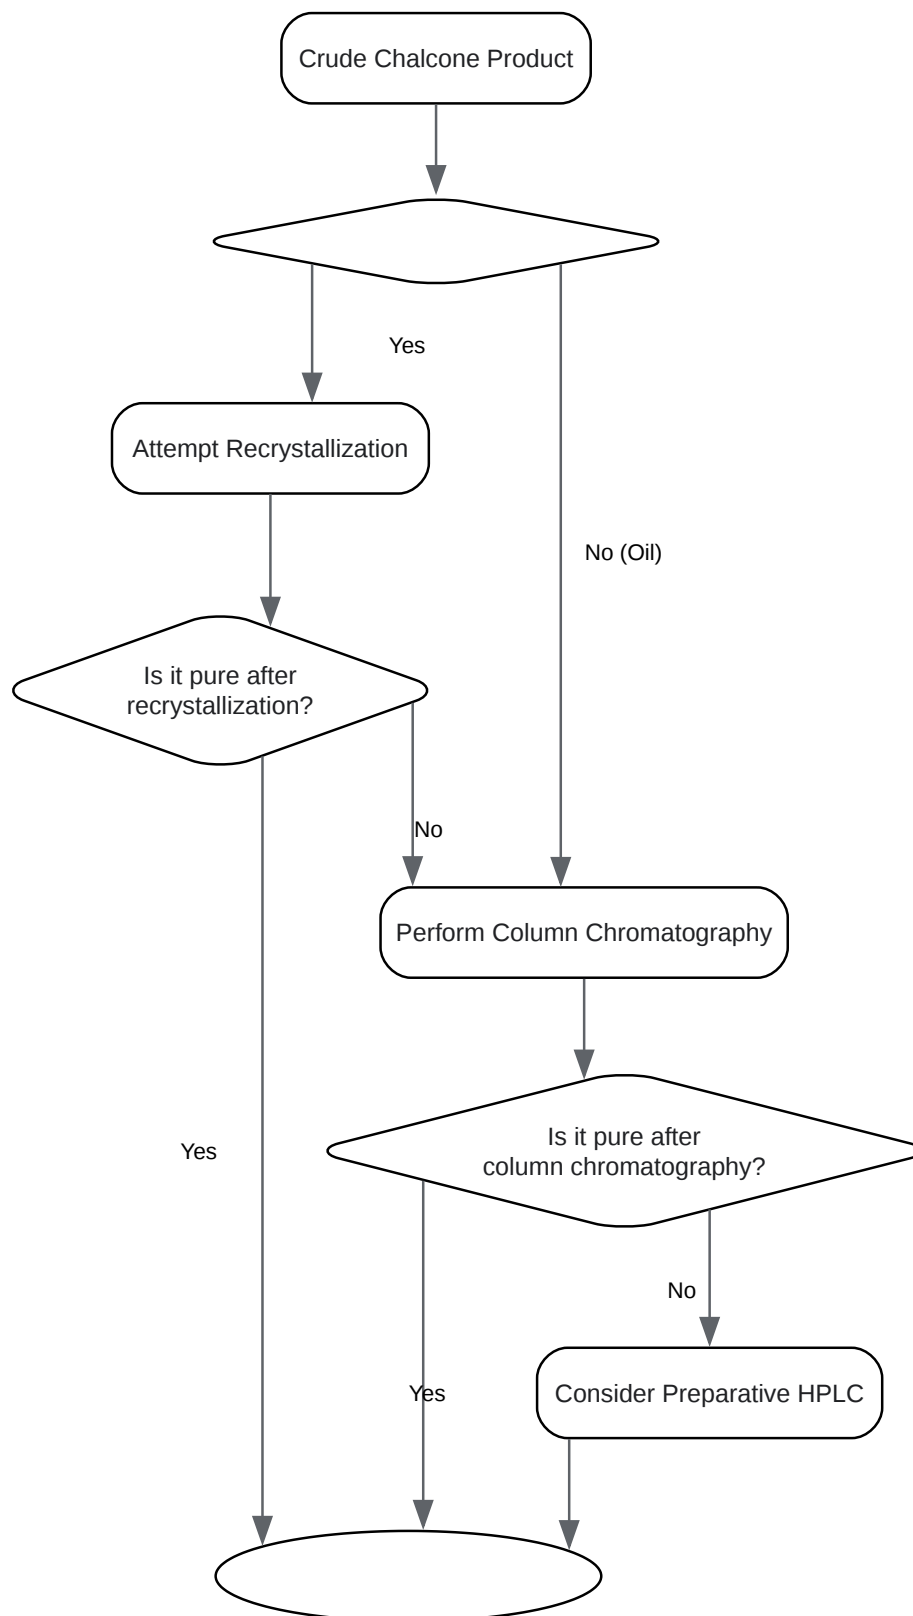 Crude Chalcone Product
Yes
Attempt Recrystallization
No (Oil)
Is it pure after
recrystallization?
No
Perform Column Chromatography
Is it pure after
column chromatography?
Yes
No
Consider Preparative HPLC
Yes